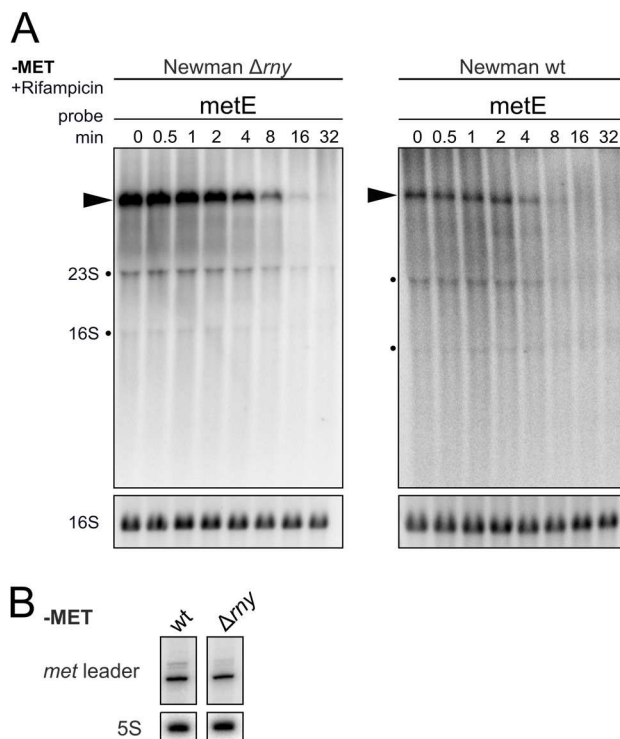 A
-MET Newman Δrny Newman wt
+Rifampicin
probe metE metE
min 0 0.5 1 2 4 8 16 32 0 0.5 1 2 4 8 16 32
23S
16S
16S
B
-MET wt Δrny
met leader
5S